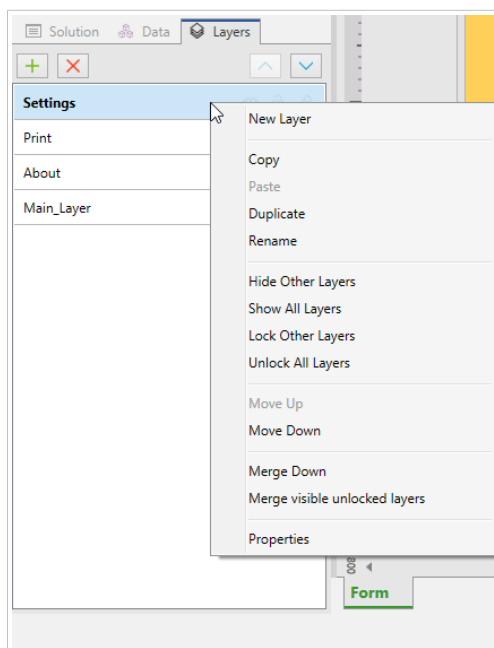 Solution Data Layers
Settings
Print
About
Main_Layer
New Layer
Copy
Paste
Duplicate
Rename
Hide Other Layers
Show All Layers
Lock Other Layers
Unlock All Layers
Move Up
Move Down
Merge Down
Merge visible unlocked layers
Properties
800
Form